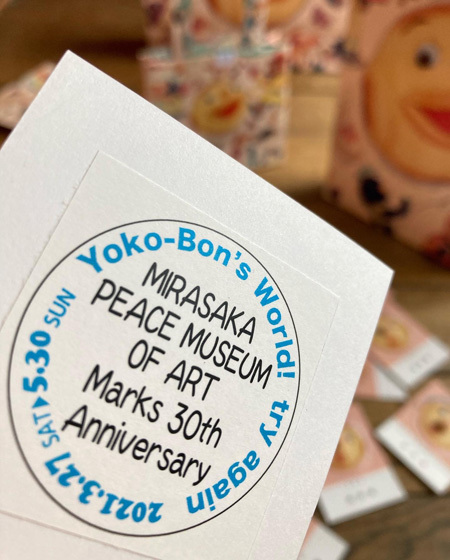 Yoko-Bon's World! try again
MIRASAKA
PEACE MUSEUM
OF ART
Marks 30th
Anniversary
2021.3.27 SAT ▶ 5.30 SUN